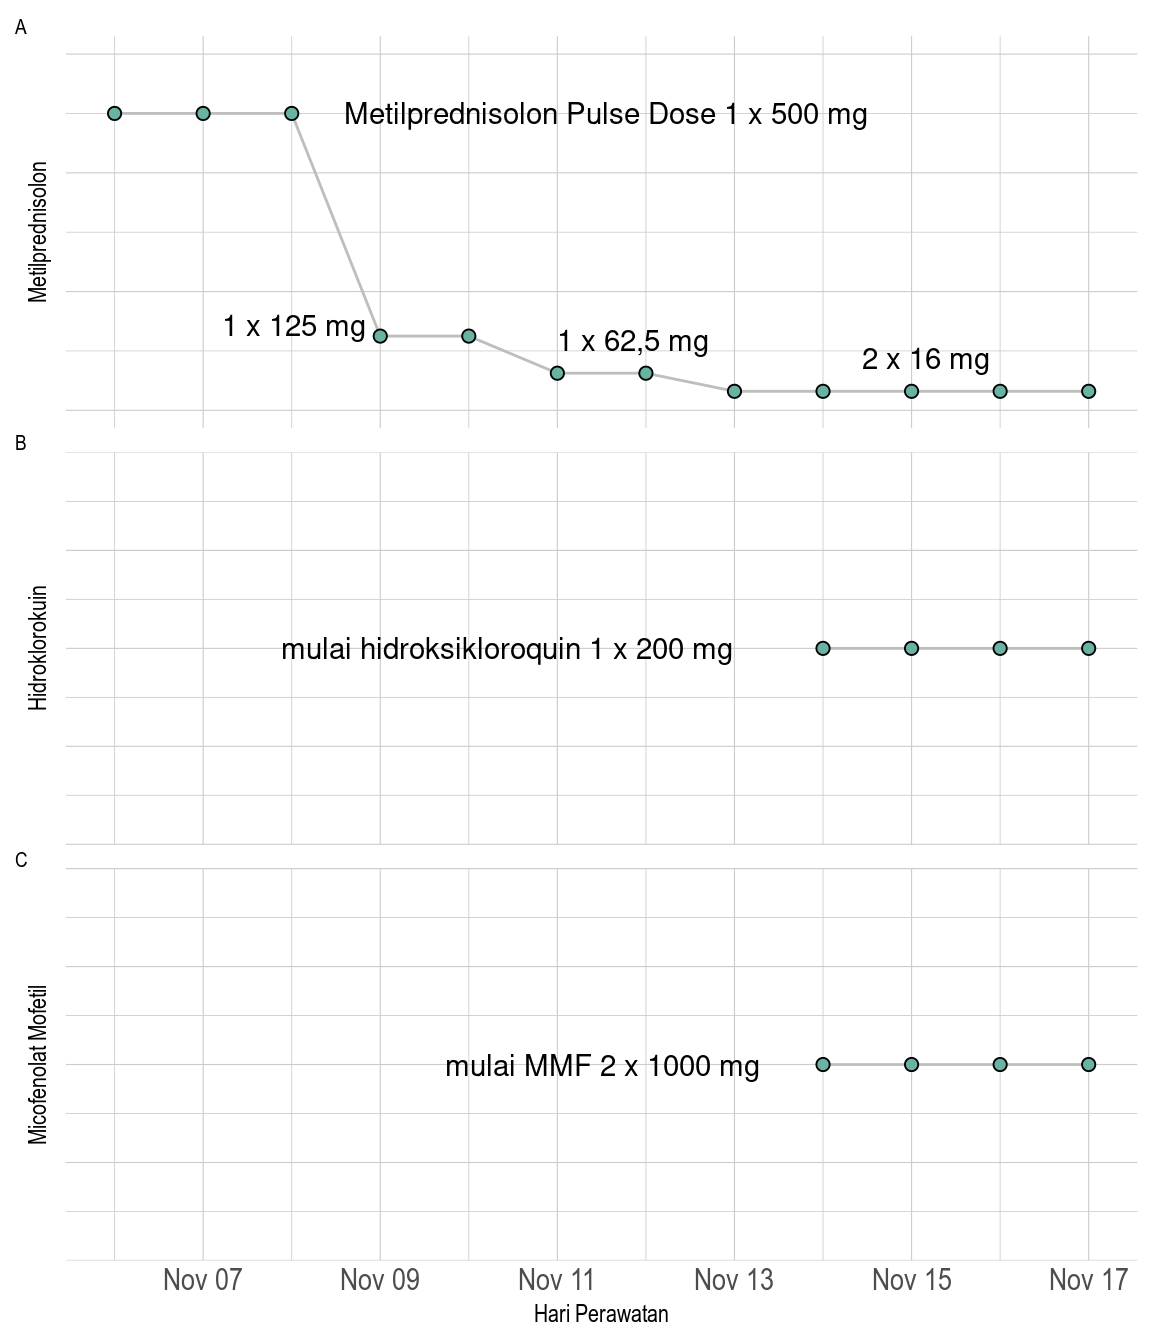 A
Metilprednisolon
Metilprednisolon Pulse Dose 1 x 500 mg
1 x 125 mg
1 x 62,5 mg
2 x 16 mg
B
Hidroklorokuin
mulai hidroksikloroquin 1 x 200 mg
C
Micofenolat Mofetil
mulai MMF 2 x 1000 mg
Nov 07 Nov 09 Nov 11 Nov 13 Nov 15 Nov 17
Hari Perawatan